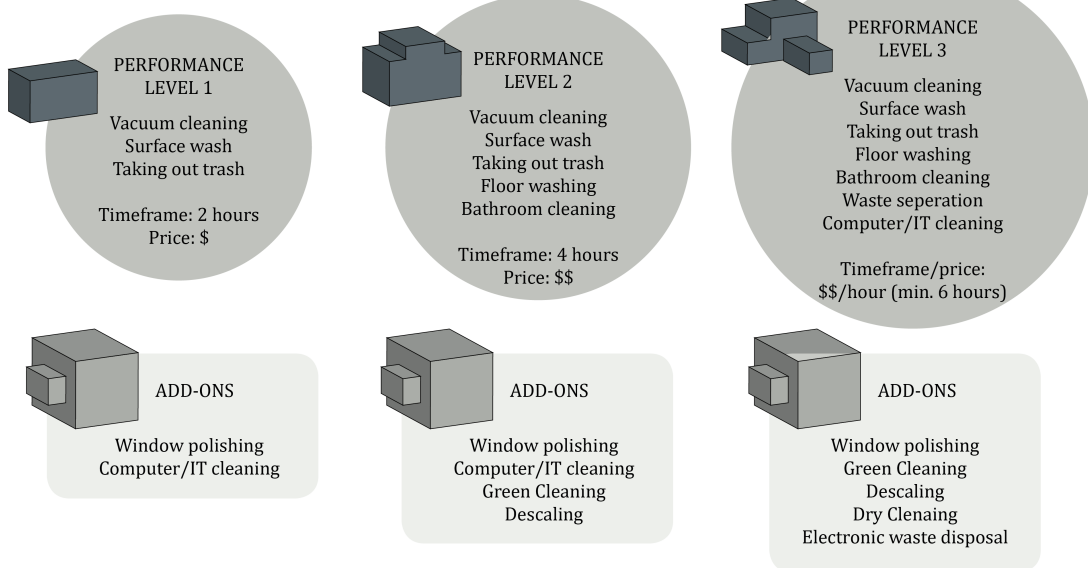 PERFORMANCE
LEVEL 1
Vacuum cleaning
Surface wash
Taking out trash
Timeframe: 2 hours
Price: $
PERFORMANCE
LEVEL 2
Vacuum cleaning
Surface wash
Taking out trash
Floor washing
Bathroom cleaning
Timeframe: 4 hours
Price: $$
PERFORMANCE
LEVEL 3
Vacuum cleaning
Surface wash
Taking out trash
Floor washing
Bathroom cleaning
Waste seperation
Computer/IT cleaning
Timeframe/price:
$$/hour (min. 6 hours)
ADD-ONS
Window polishing
Computer/IT cleaning
ADD-ONS
Window polishing
Computer/IT cleaning
Green Cleaning
Descaling
ADD-ONS
Window polishing
Green Cleaning
Descaling
Dry Clenaing
Electronic waste disposal